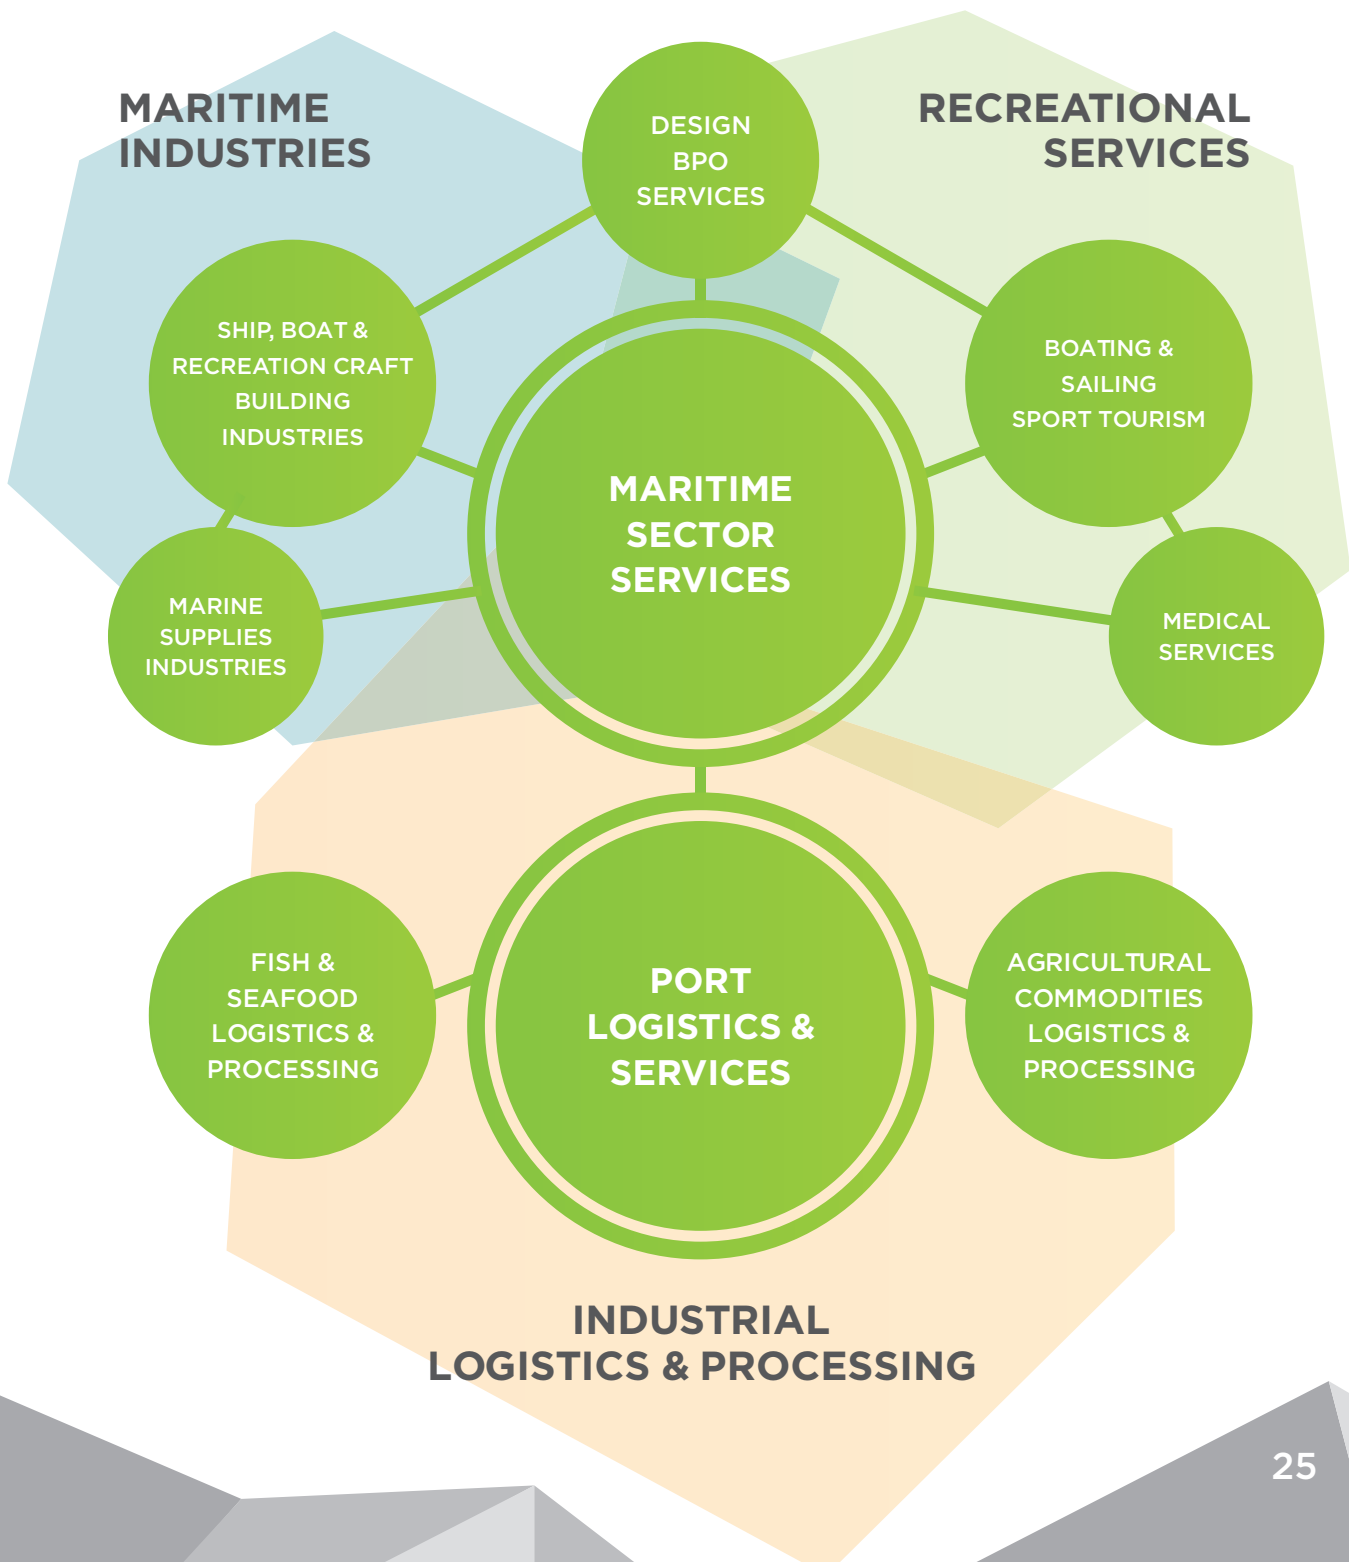 MARITIME
INDUSTRIES
RECREATIONAL
SERVICES
DESIGN
BPO
SERVICES
SHIP, BOAT &
RECREATION CRAFT
BUILDING
INDUSTRIES
BOATING &
SAILING
SPORT TOURISM
MARITIME
SECTOR
SERVICES
MARINE
SUPPLIES
INDUSTRIES
MEDICAL
SERVICES
FISH &
SEAFOOD
LOGISTICS &
PROCESSING
PORT
LOGISTICS &
SERVICES
AGRICULTURAL
COMMODITIES
LOGISTICS &
PROCESSING
INDUSTRIAL
LOGISTICS & PROCESSING
25